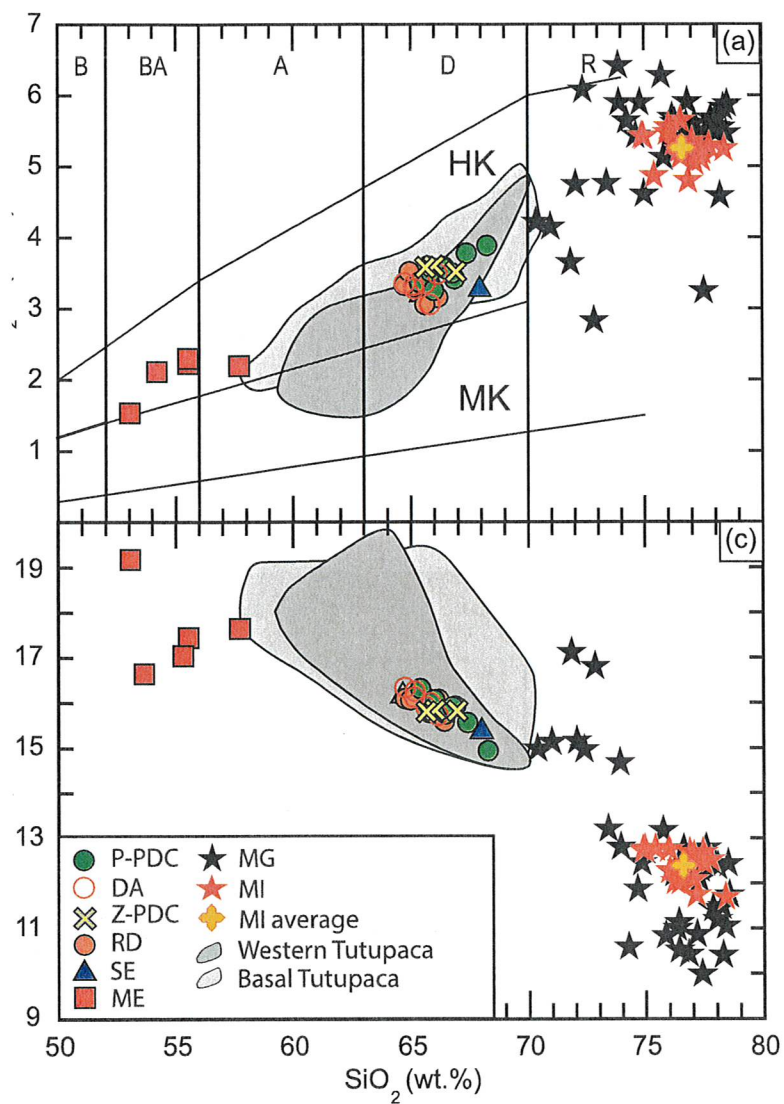 7 (a)
B BA A D R
6
5 HK
4
3
2 MK
1
(c)
19
17
15
13
11
9
P-PDC MG
DA MI
Z-PDC MI average
RD Western Tutupaca
SE Basal Tutupaca
ME
50 55 60 65 70 75 80
SiO2 (wt.%)